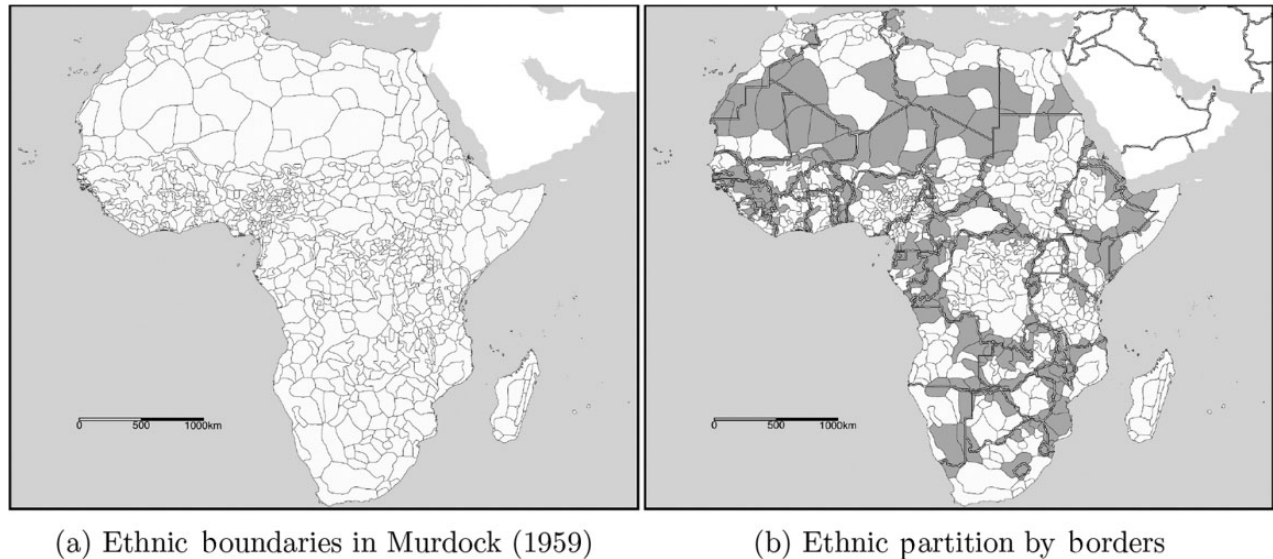 0 500 1000km
0 500 1000km
(a) Ethnic boundaries in Murdock (1959)
(b) Ethnic partition by borders